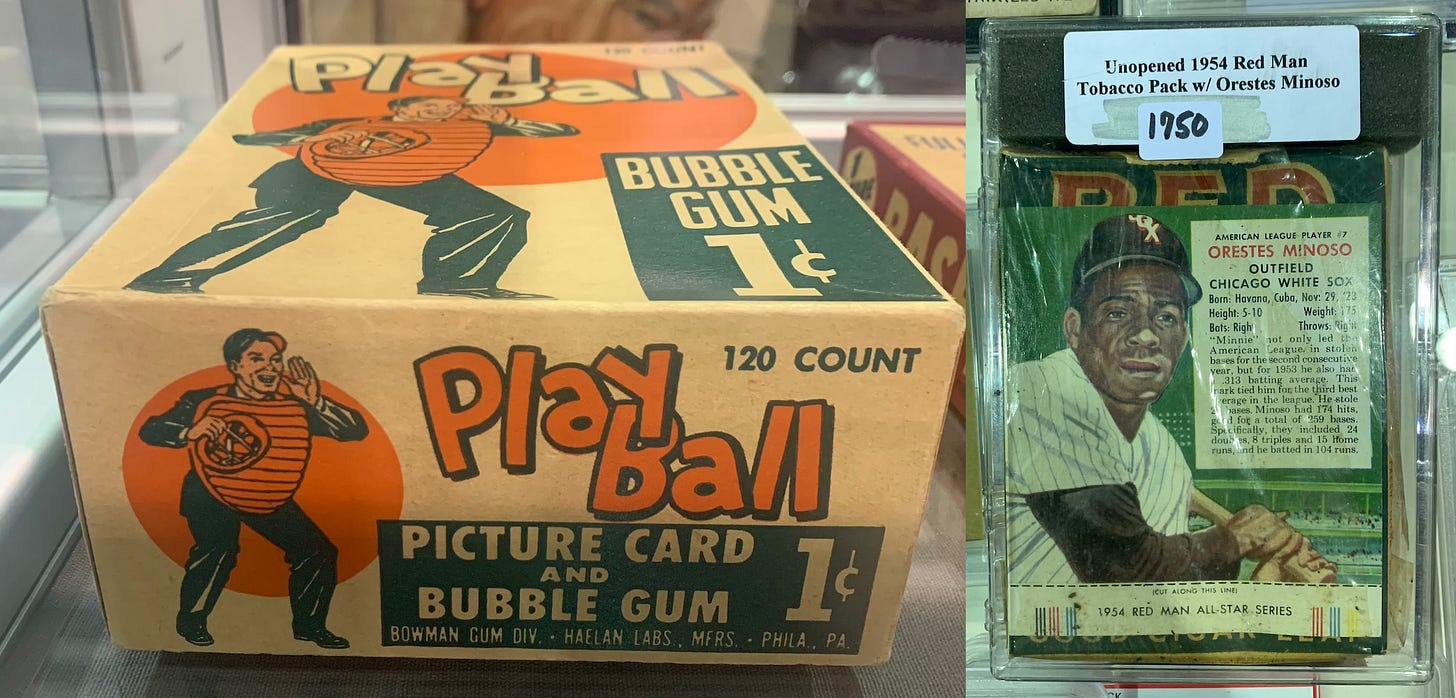 120 COUNT
Play
Ball
BUBBLE
GUM
1¢
Play
Ball
120 COUNT
PICTURE CARD
AND
BUBBLE GUM
1¢
BOWMAN GUM DIV. · HAELAN LABS., MFRS. · PHILA., PA.
Unopened 1954 Red Man
Tobacco Pack w/ Orestes Minoso
1750
RED
SOX
AMERICAN LEAGUE PLAYER #7
ORESTES MINOSO
OUTFIELD
CHICAGO WHITE SOX
Born: Havana, Cuba, Nov. 29, '23
Height: 5-10 Weight: 175
Bats: Right Throws: Right
"Minnie" not only led the
American League in stolen
bases for the second consecutive
year, but for 1953 he also had
.313 batting average. This
mark tied him for the third best
average in the league. He stole
bases. Minoso had 174 hits,
good for a total of 259 bases.
Specifically, they included 24
doubles, 8 triples and 15 home
runs, and he batted in 104 runs.
(CUT ALONG THIS LINE)
1954 RED MAN ALL-STAR SERIES